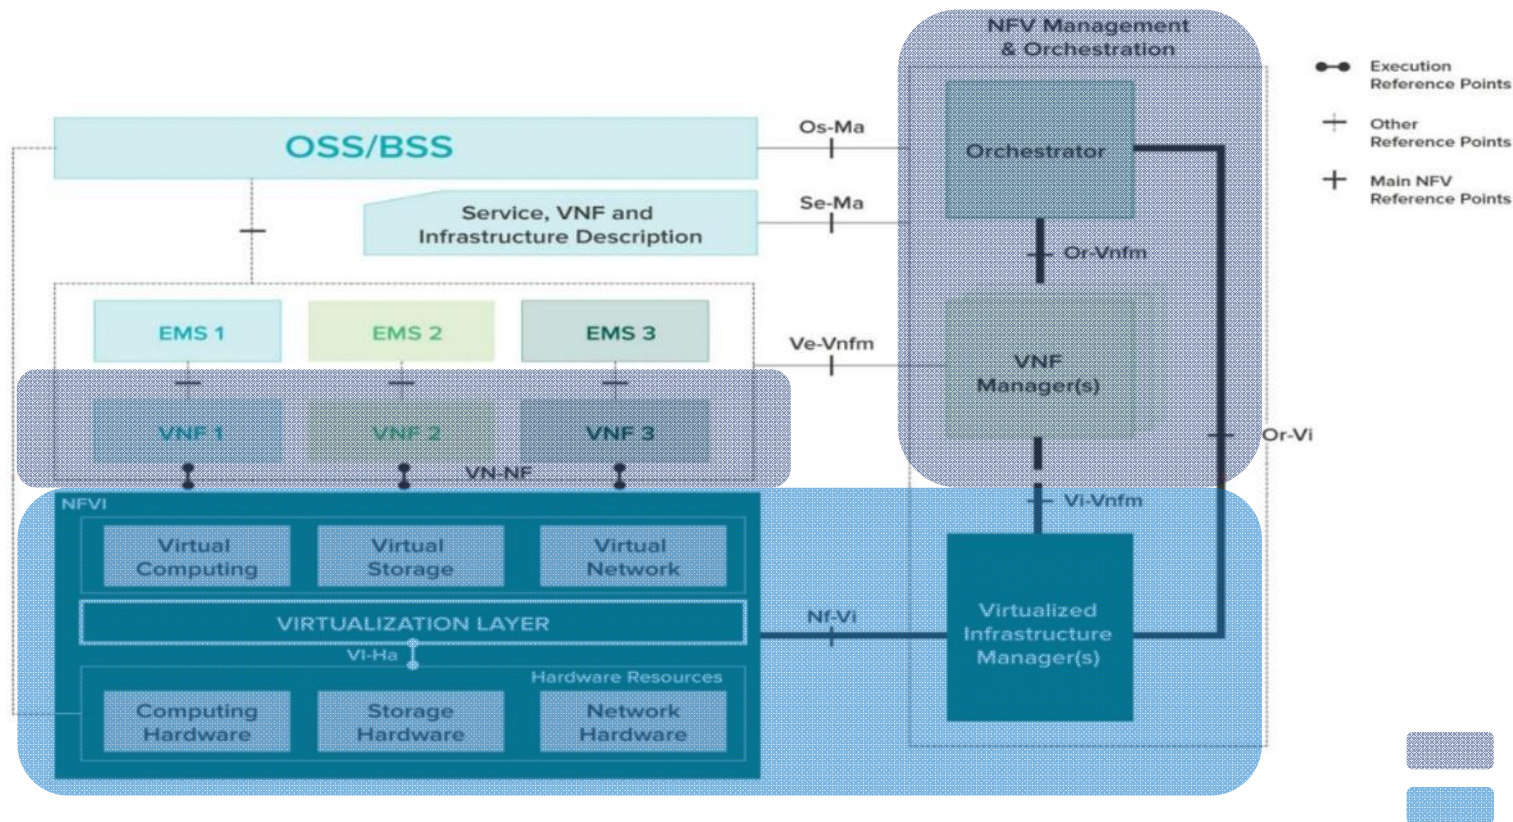 NFV Management
& Orchestration
Execution
Reference Points
Other
Reference Points
Main NFV
Reference Points
OSS/BSS
Os-Ma
Orchestrator
Service, VNF and
Infrastructure Description
Se-Ma
Or-Vnfm
EMS 1
EMS 2
EMS 3
Ve-Vnfm
VNF
Manager(s)
VNF 1
VNF 2
VNF 3
VN-NF
Or-Vi
NFVI
Vi-Vnfm
Virtual
Computing
Virtual
Storage
Virtual
Network
VIRTUALIZATION LAYER
Nf-Vi
Virtualized
Infrastructure
Manager(s)
VI-Ha
Hardware Resources
Computing
Hardware
Storage
Hardware
Network
Hardware